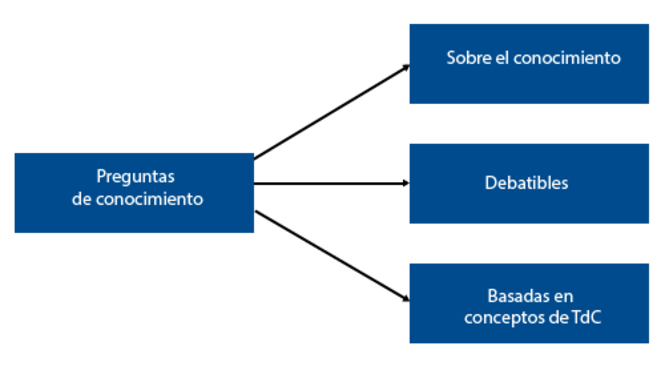 Sobre el conocimiento
Preguntas
de conocimiento
Debatibles
Basadas en
conceptos de TdC